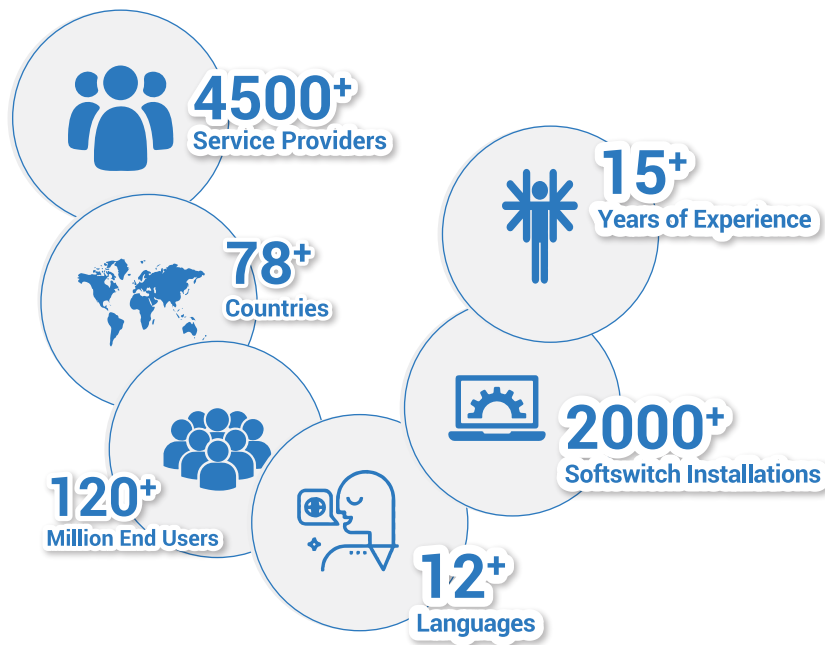 4500+
Service Providers
78+
Countries
120+
Million End Users
12+
Languages
2000+
Softswitch Installations
15+
Years of Experience